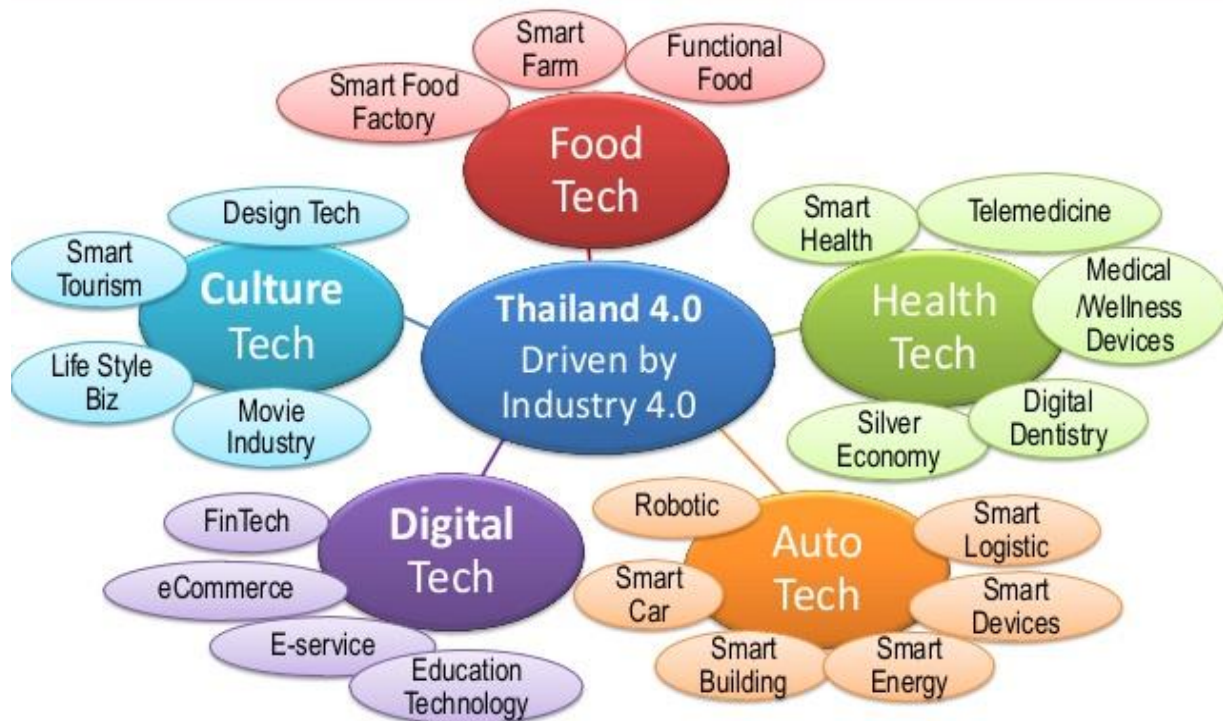 Smart
Farm
Functional
Food
Smart Food
Factory
Food
Tech
Design Tech
Smart
Tourism
Culture
Tech
Life Style
Biz
Movie
Industry
Thailand 4.0
Driven by
Industry 4.0
Smart
Health
Telemedicine
Medical
/Wellness
Devices
Health
Tech
Digital
Dentistry
Silver
Economy
FinTech
eCommerce
E-service
Education
Technology
Digital
Tech
Robotic
Smart
Car
Smart
Building
Smart
Energy
Smart
Devices
Smart
Logistic
Auto
Tech